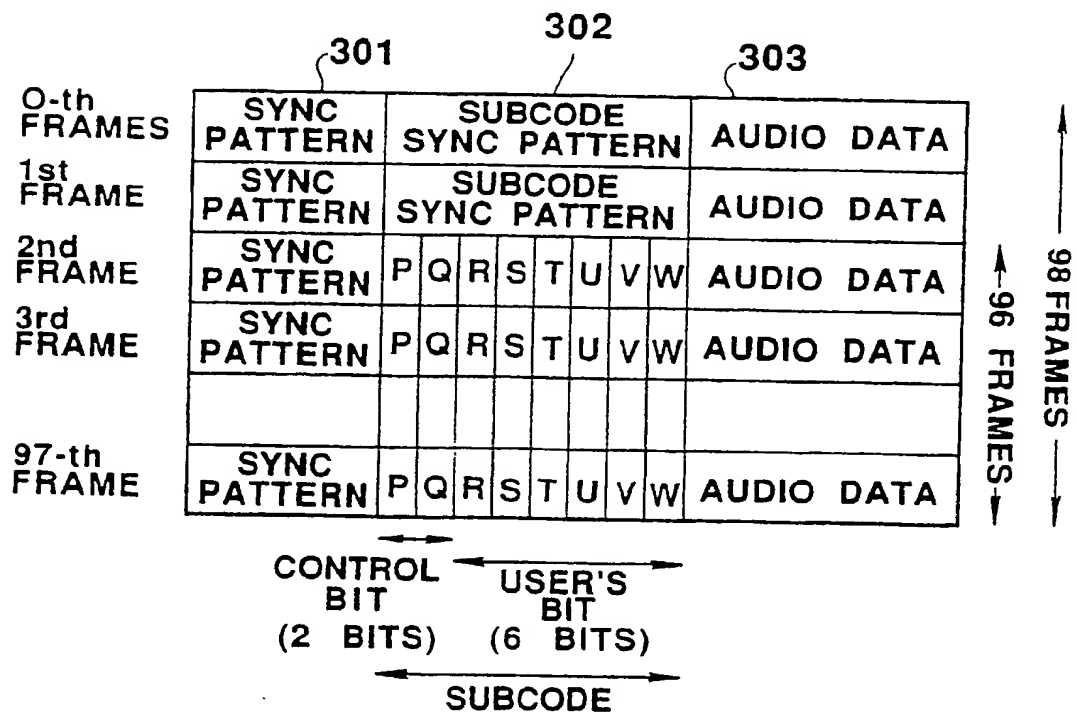 301
302
303
O-th
FRAMES
SYNC
PATTERN
SUBCODE
SYNC PATTERN
AUDIO DATA
1st
FRAME
SYNC
PATTERN
SUBCODE
SYNC PATTERN
AUDIO DATA
2nd
FRAME
SYNC
PATTERN
P Q R S T U V W
AUDIO DATA
3rd
FRAME
SYNC
PATTERN
P Q R S T U V W
AUDIO DATA
97-th
FRAME
SYNC
PATTERN
P Q R S T U V W
AUDIO DATA
96 FRAMES
98 FRAMES
CONTROL
BIT
(2 BITS)
USER'S
BIT
(6 BITS)
SUBCODE